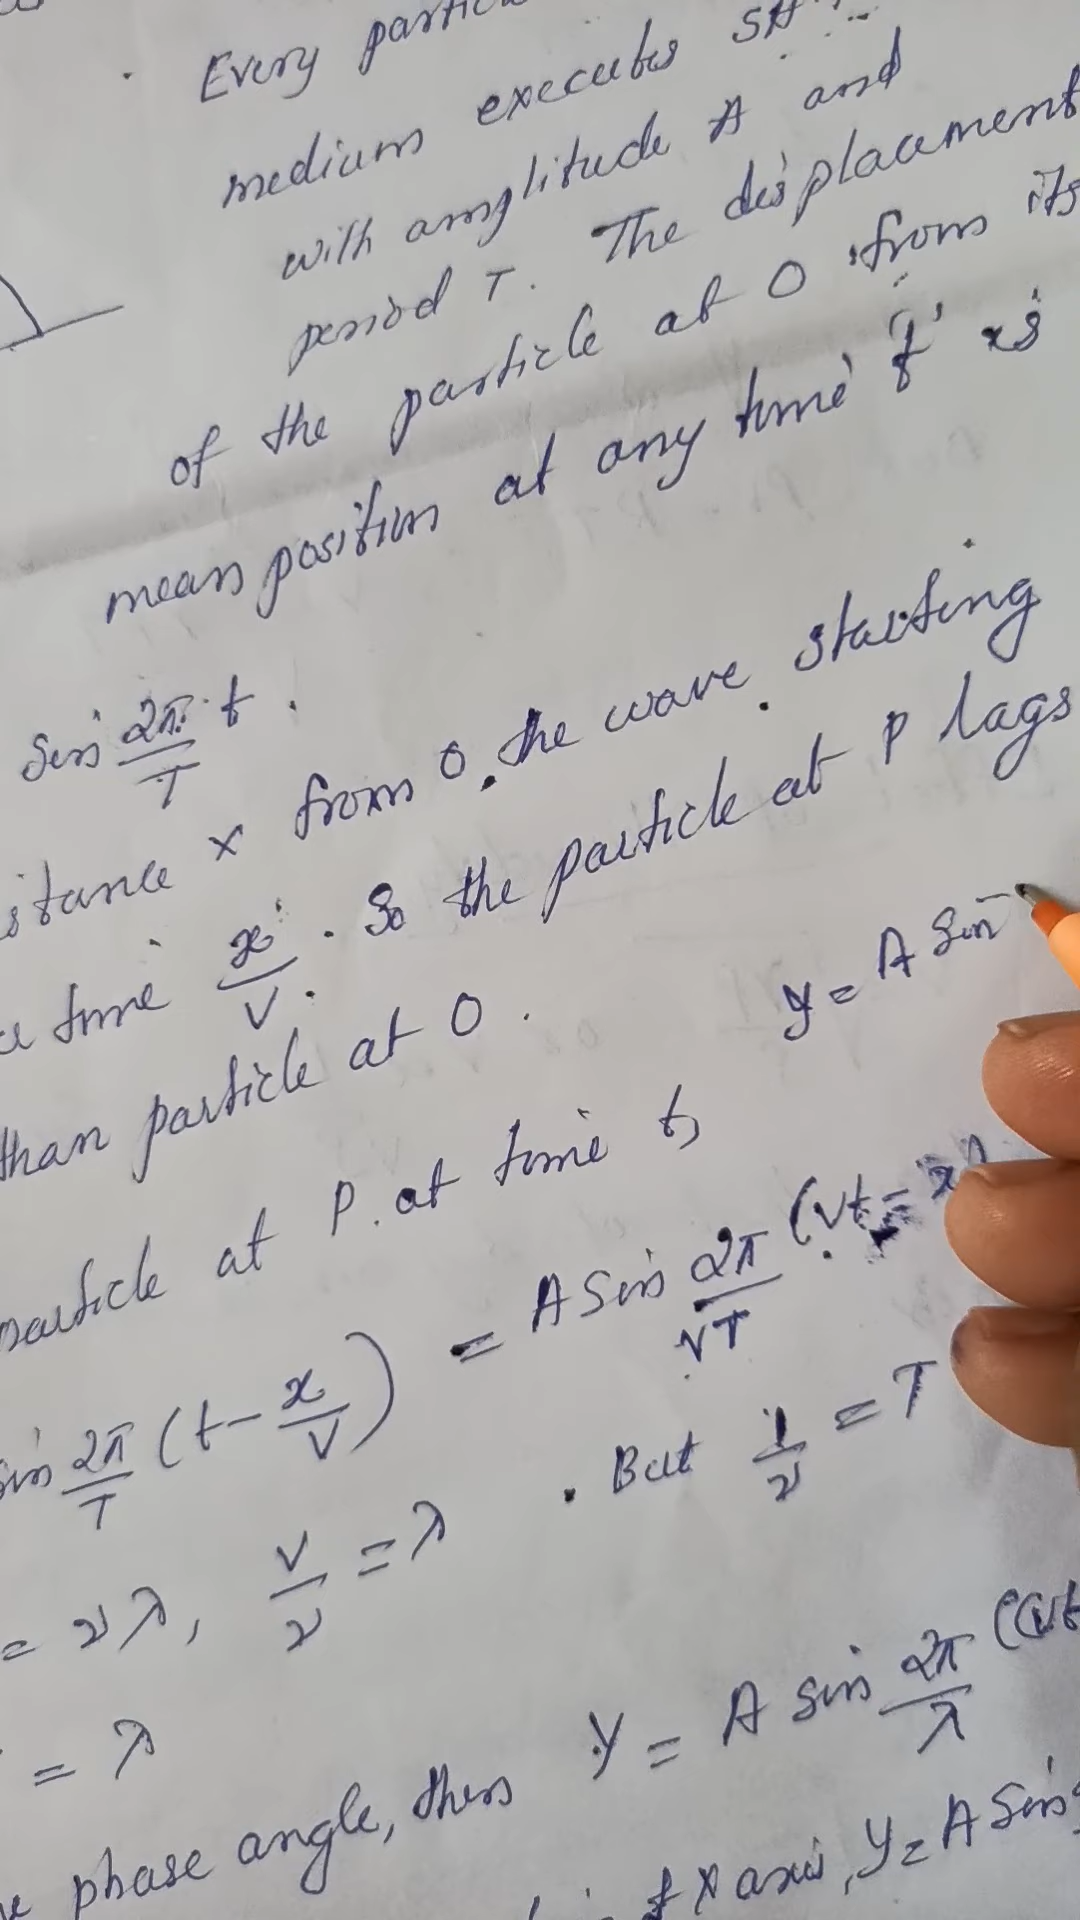 Every
medium executes SH
with amplitude A and
period T. The displacement
of the particle at O from its
mean position at any time 't' is
Sin 2π/T t.
x from O, the wave starting
time x/V. So the particle at P lags
than particle at O.
y = A Sin
particle at P at time t,
2π/T (t - x/V) = A Sin 2π/VT (Vt - x)
= νλ, V/ν = λ. But 1/ν = T
= λ
phase angle, then Y = A sin 2π/λ
x axis, Y = A Sin